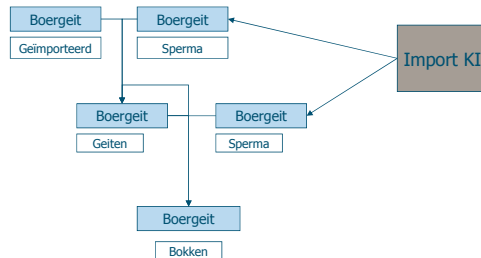 Boergeit
Boergeit
Geïmporteerd
Sperma
Import KI
Boergeit
Boergeit
Geiten
Sperma
Boergeit
Bokken